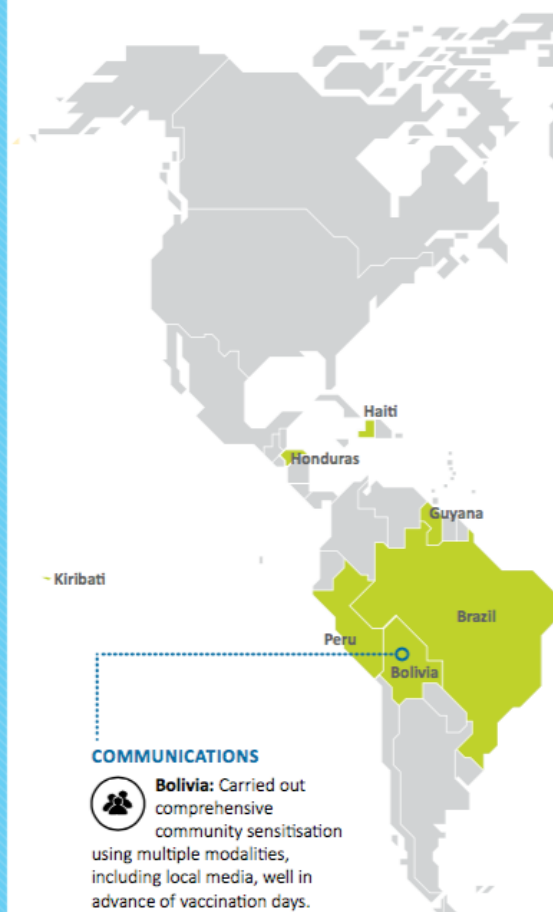 Haiti
Honduras
Guyana
Kiribati
Brazil
Peru
Bolivia
COMMUNICATIONS
Bolivia: Carried out
comprehensive
community sensitisation
using multiple modalities,
including local media, well in
advance of vaccination days.